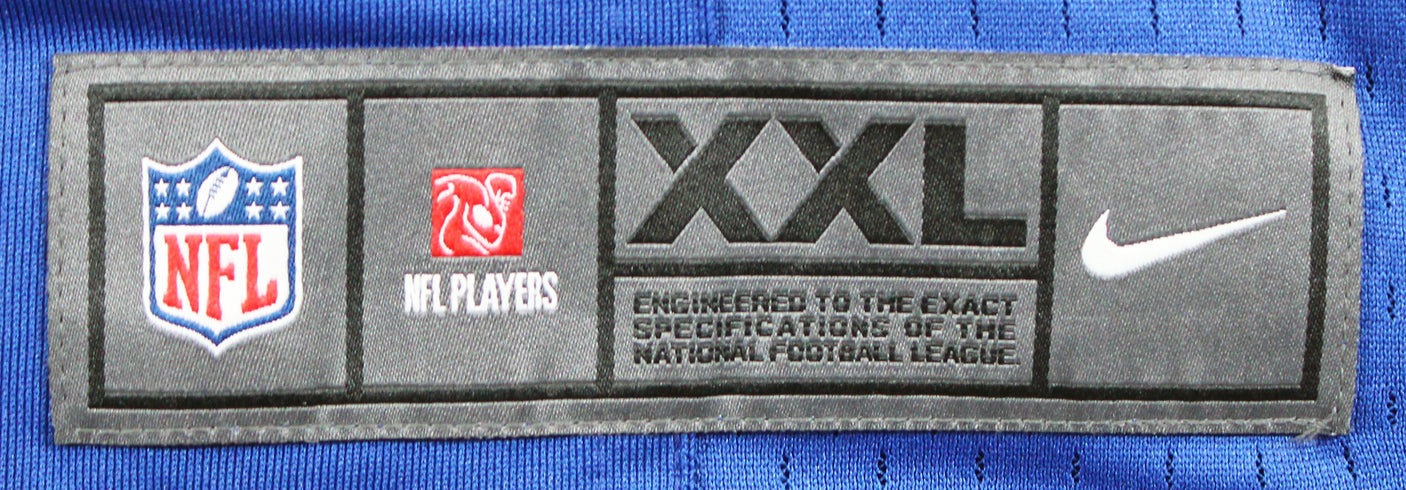 NFL
NFL PLAYERS
XXL
ENGINEERED TO THE EXACT
SPECIFICATIONS OF THE
NATIONAL FOOTBALL LEAGUE.